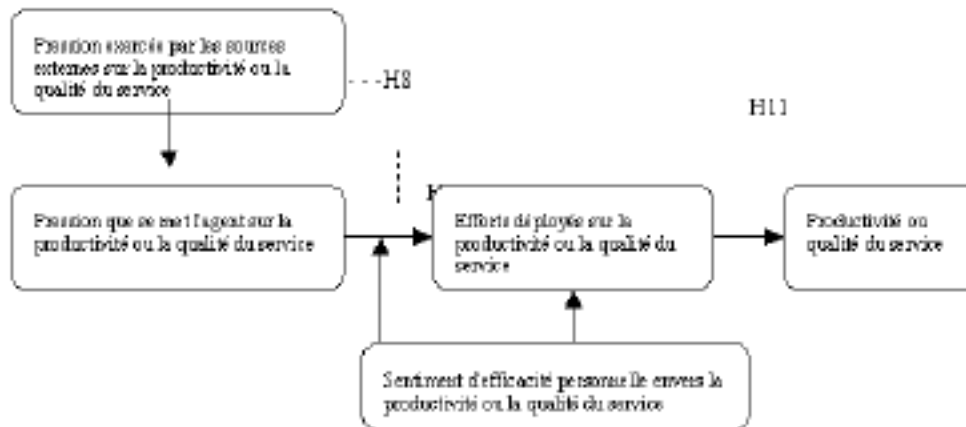 Pression exercée par les sources
externes sur la productivité ou la
qualité du service
H8
H11
H
Pression que se met l'agent sur la
productivité ou la qualité du service
Efforts déployés sur la
productivité ou la qualité du
service
Productivité ou
qualité du service
Sentiment d'efficacité personnelle envers la
productivité ou la qualité du service